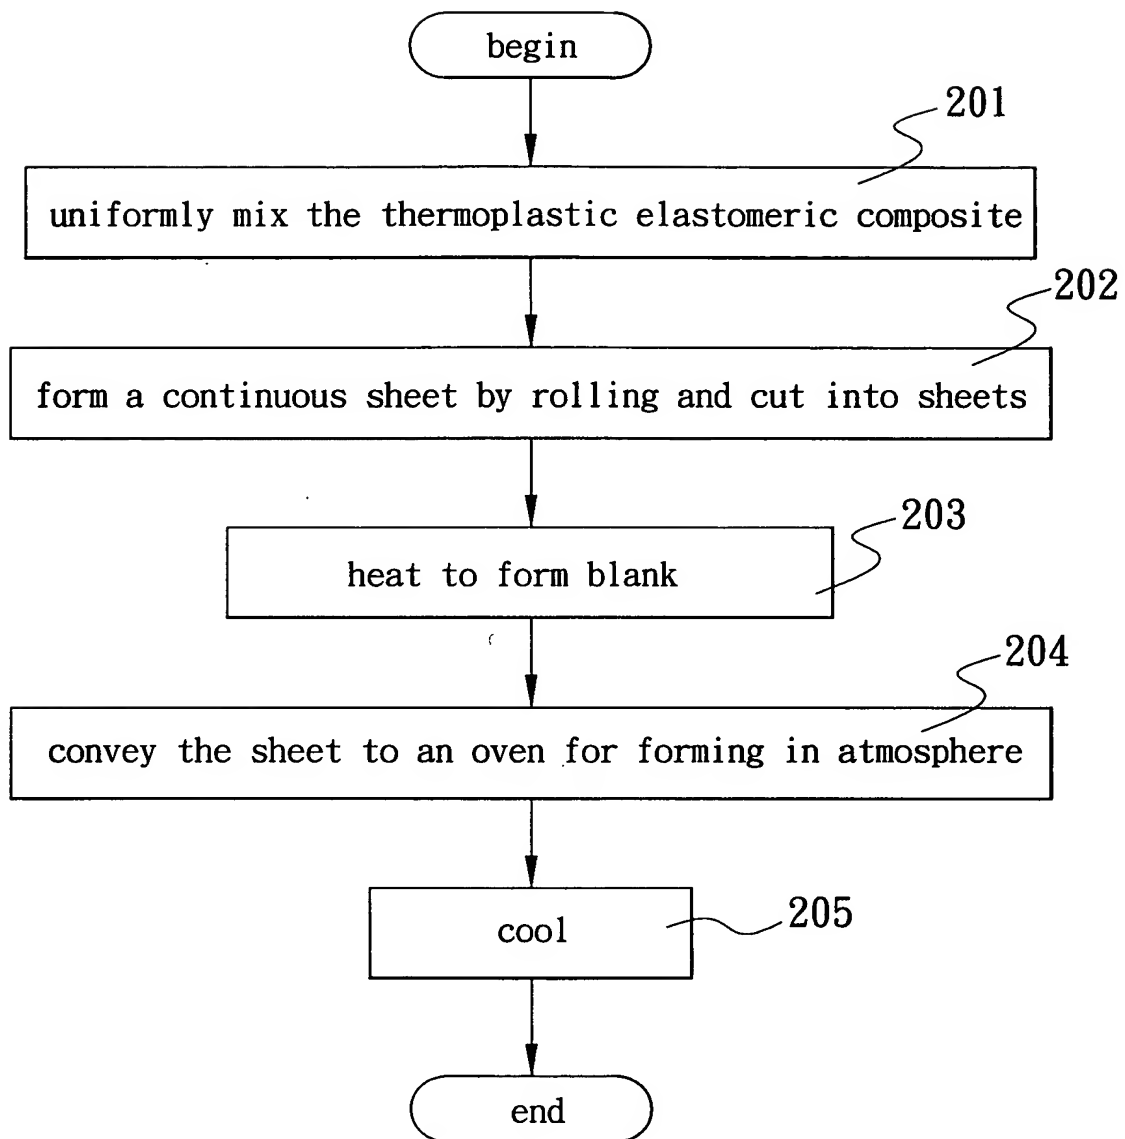 begin
201
uniformly mix the thermoplastic elastomeric composite
202
form a continuous sheet by rolling and cut into sheets
203
heat to form blank
204
convey the sheet to an oven for forming in atmosphere
205
cool
end